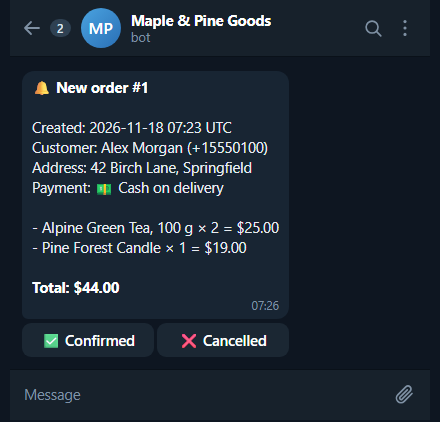 2
MP
Maple & Pine Goods
bot
🔔 New order #1
Created: 2026-11-18 07:23 UTC
Customer: Alex Morgan (+15550100)
Address: 42 Birch Lane, Springfield
Payment: 💵 Cash on delivery
- Alpine Green Tea, 100 g × 2 = $25.00
- Pine Forest Candle × 1 = $19.00
Total: $44.00
07:26
✅ Confirmed
❌ Cancelled
Message